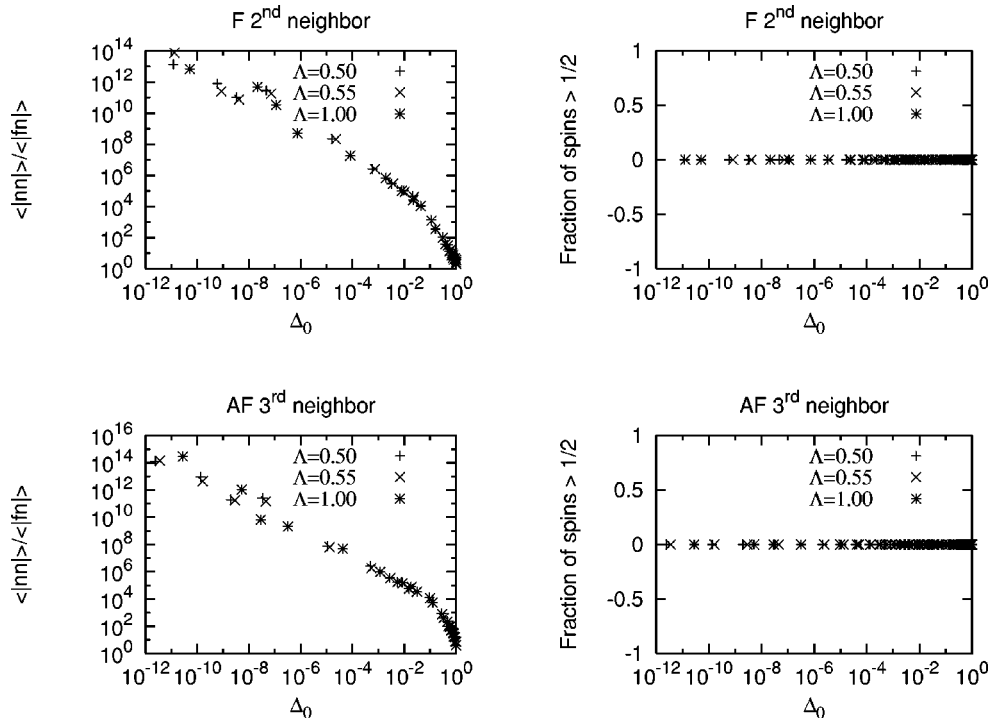 F 2nd neighbor
<|nn|>/<|fn|>
10^14
10^12
10^10
10^8
10^6
10^4
10^2
10^0
Λ=0.50
Λ=0.55
Λ=1.00
10^-12 10^-10 10^-8 10^-6 10^-4 10^-2 10^0
Δ0
F 2nd neighbor
Fraction of spins > 1/2
1
0.5
0
-0.5
-1
Λ=0.50
Λ=0.55
Λ=1.00
10^-12 10^-10 10^-8 10^-6 10^-4 10^-2 10^0
Δ0
AF 3rd neighbor
<|nn|>/<|fn|>
10^16
10^14
10^12
10^10
10^8
10^6
10^4
10^2
10^0
Λ=0.50
Λ=0.55
Λ=1.00
10^-12 10^-10 10^-8 10^-6 10^-4 10^-2 10^0
Δ0
AF 3rd neighbor
Fraction of spins > 1/2
1
0.5
0
-0.5
-1
Λ=0.50
Λ=0.55
Λ=1.00
10^-12 10^-10 10^-8 10^-6 10^-4 10^-2 10^0
Δ0